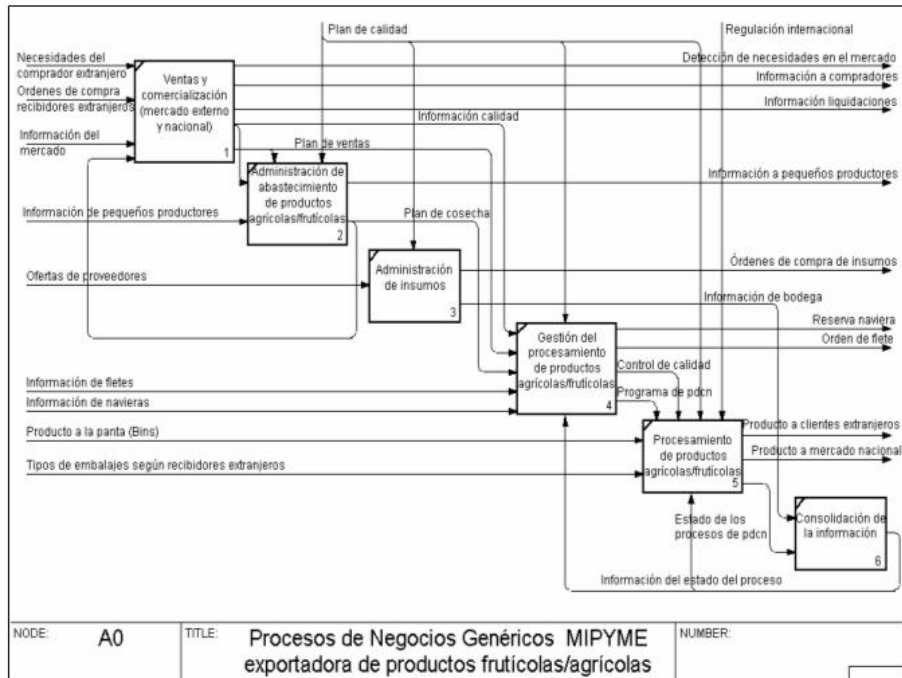 Plan de calidad
Regulación internacional
Necesidades del
comprador extranjero
Ordenes de compra
recibidores extranjeros
Información del
mercado
Ventas y
comercialización
(mercado externo
y nacional)
1
Detección de necesidades en el mercado
Información a compradores
Información liquidaciones
Información calidad
Plan de ventas
Administración de
abastecimiento
de productos
agrícolas/frutícolas
2
Información a pequeños productores
Información de pequeños productores
Plan de cosecha
Ofertas de proveedores
Administración
de insumos
3
Órdenes de compra de insumos
Información de bodega
Reserva naviera
Orden de flete
Gestión del
procesamiento
de productos
agrícolas/frutícolas
4
Control de calidad
Programa de pdcn
Información de fletes
Información de navieras
Producto a la panta (Bins)
Tipos de embalajes según recibidores extranjeros
Procesamiento
de productos
agrícolas/frutícolas
5
Producto a clientes extranjeros
Producto a mercado nacional
Estado de los
procesos de pdcn
Consolidación de
la información
6
Información del estado del proceso
NODE:
A0
TITLE:
Procesos de Negocios Genéricos MIPYME
exportadora de productos frutícolas/agrícolas
NUMBER: